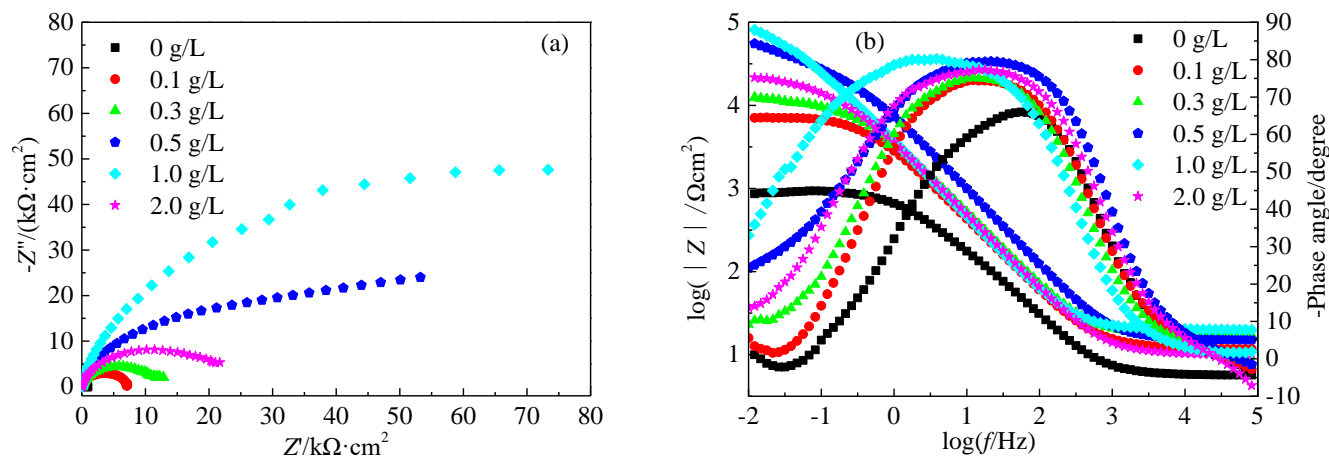 (a)
-Z''/(kΩ·cm²)
80
70
60
50
40
30
20
10
0
0 g/L
0.1 g/L
0.3 g/L
0.5 g/L
1.0 g/L
2.0 g/L
0 10 20 30 40 50 60 70 80
Z'/kΩ·cm²
(b)
log( | Z | / Ωcm²)
5
4
3
2
1
0 g/L
0.1 g/L
0.3 g/L
0.5 g/L
1.0 g/L
2.0 g/L
90
80
70
60
50
40
30
20
10
0
-10
-Phase angle/degree
-2 -1 0 1 2 3 4 5
log(f/Hz)